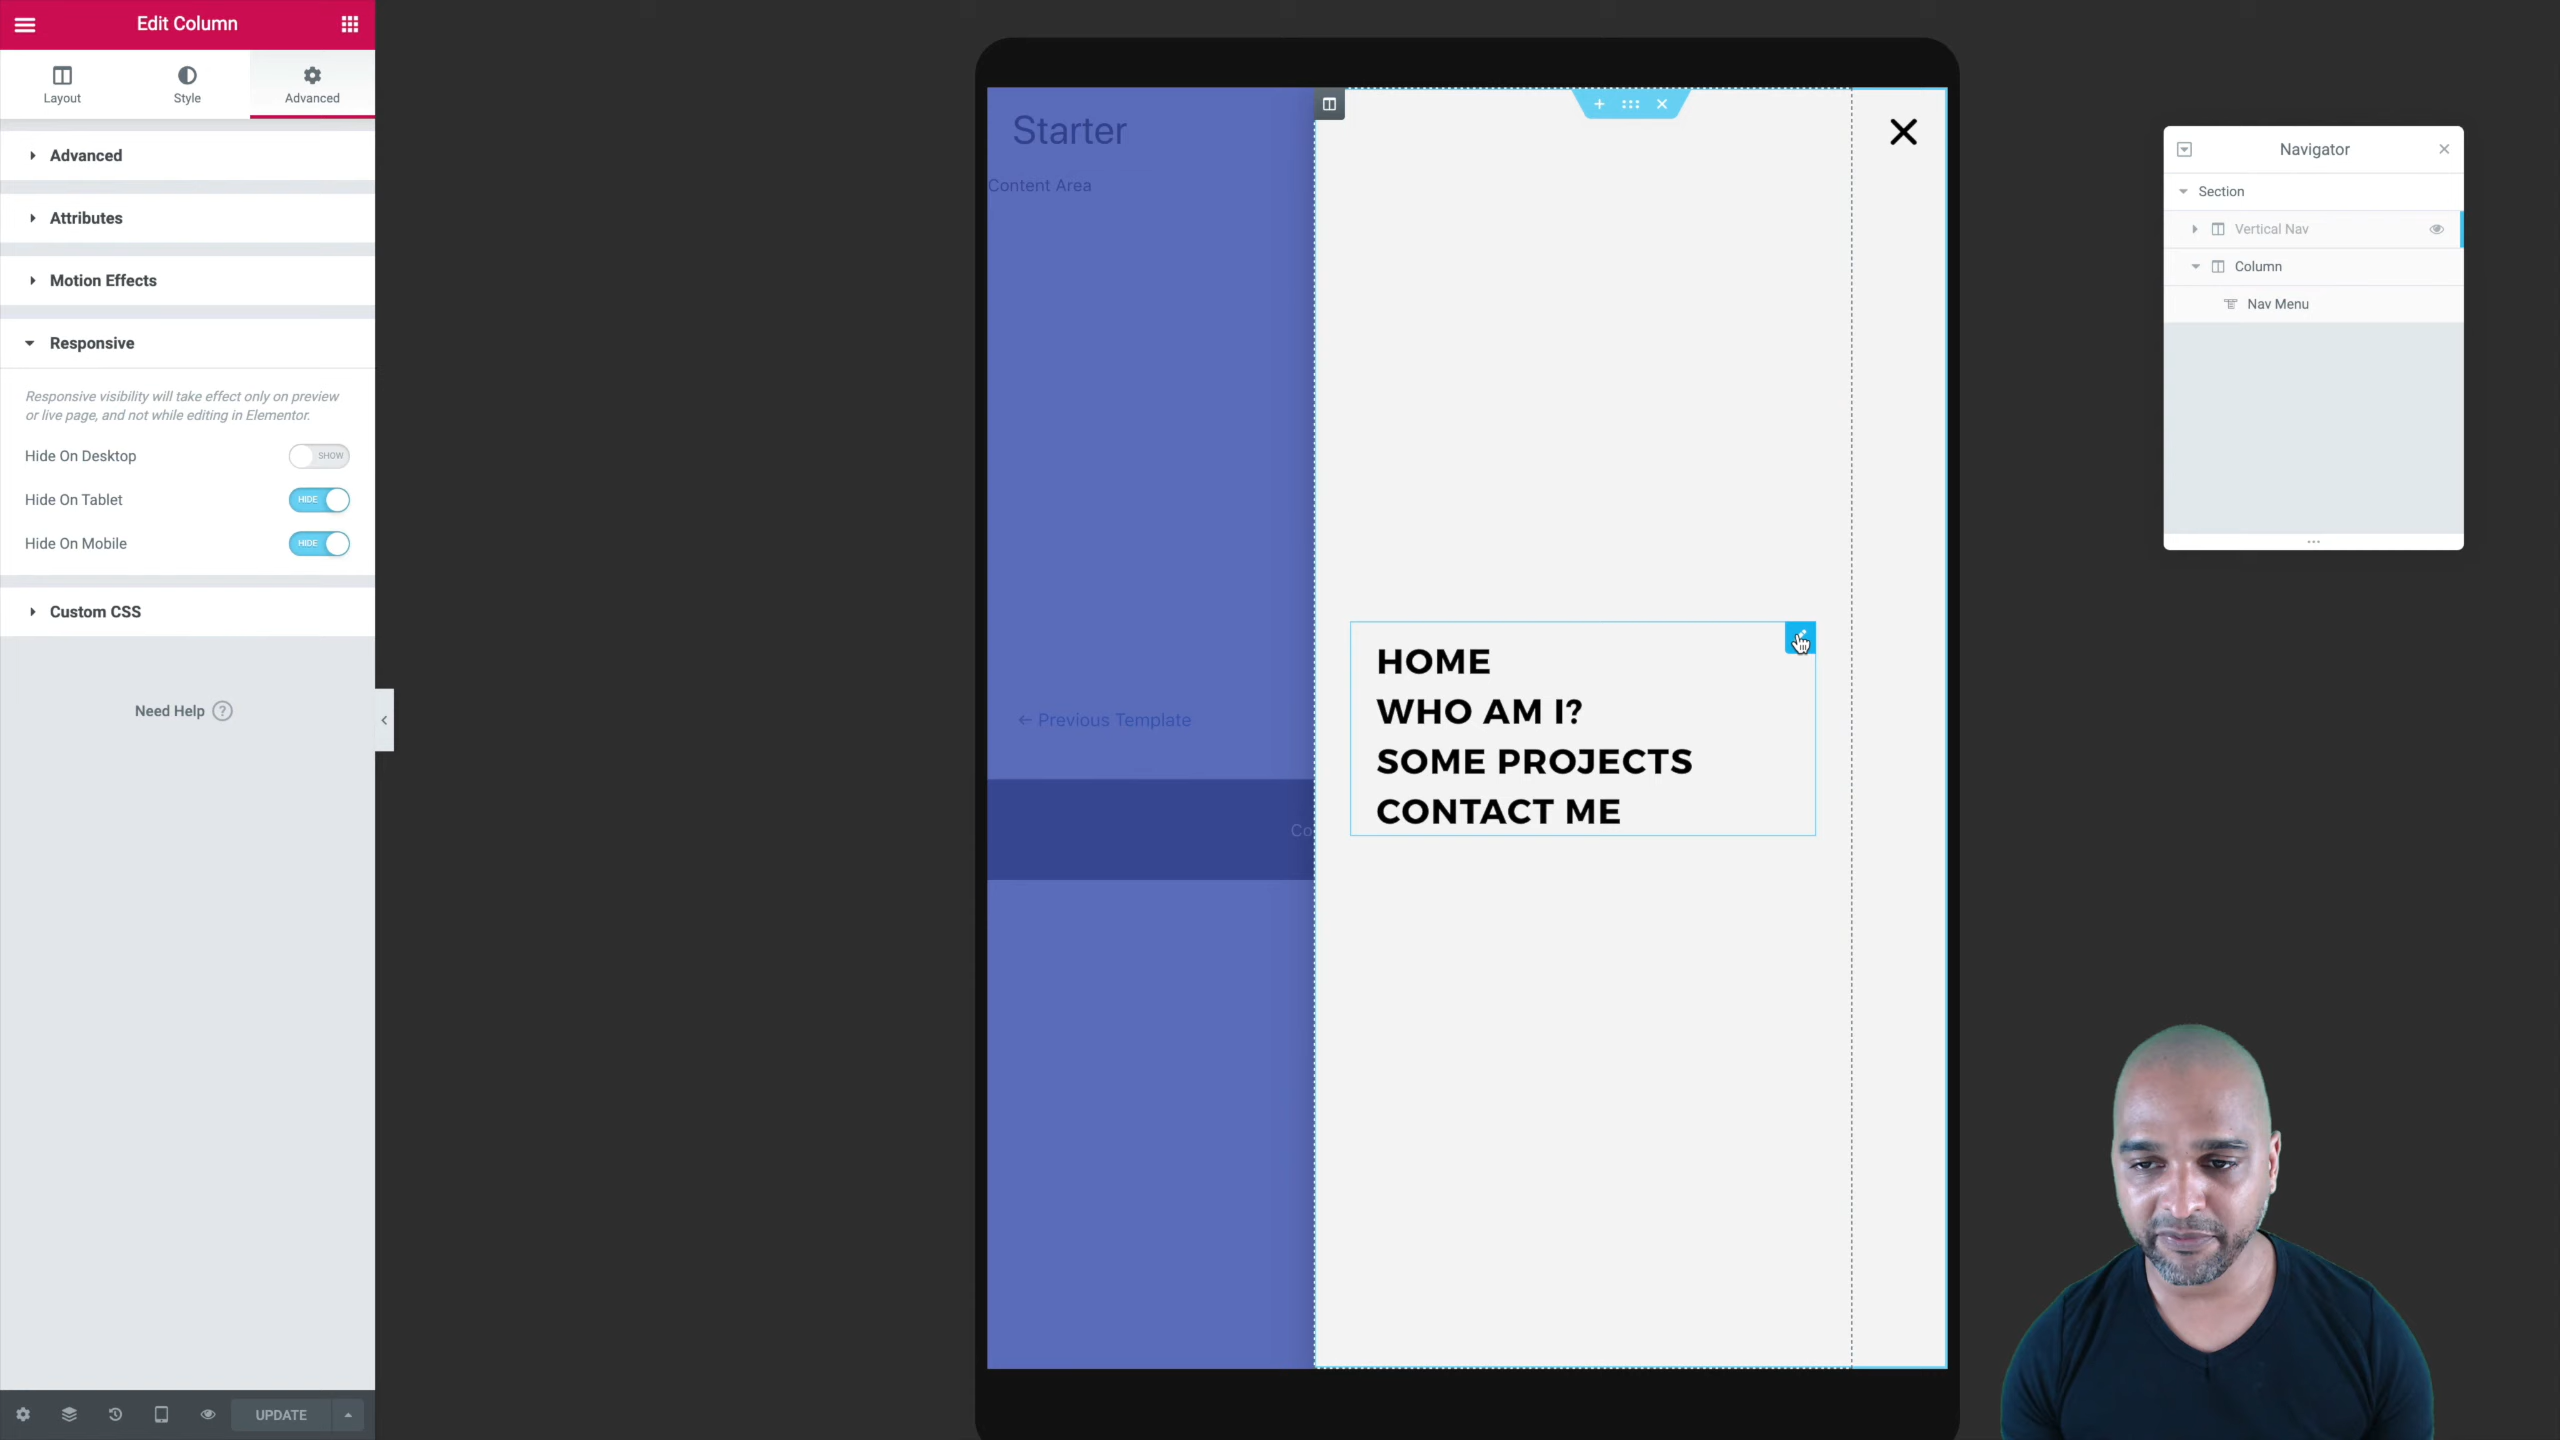 Edit Column
Layout
Style
Advanced
Advanced
Attributes
Motion Effects
Responsive
Responsive visibility will take effect only on preview
or live page, and not while editing in Elementor.
Hide On Desktop
SHOW
Hide On Tablet
HIDE
Hide On Mobile
HIDE
Custom CSS
Need Help ?
UPDATE
Starter
Content Area
← Previous Template
Co
HOME
WHO AM I?
SOME PROJECTS
CONTACT ME
Navigator
Section
Vertical Nav
Column
Nav Menu